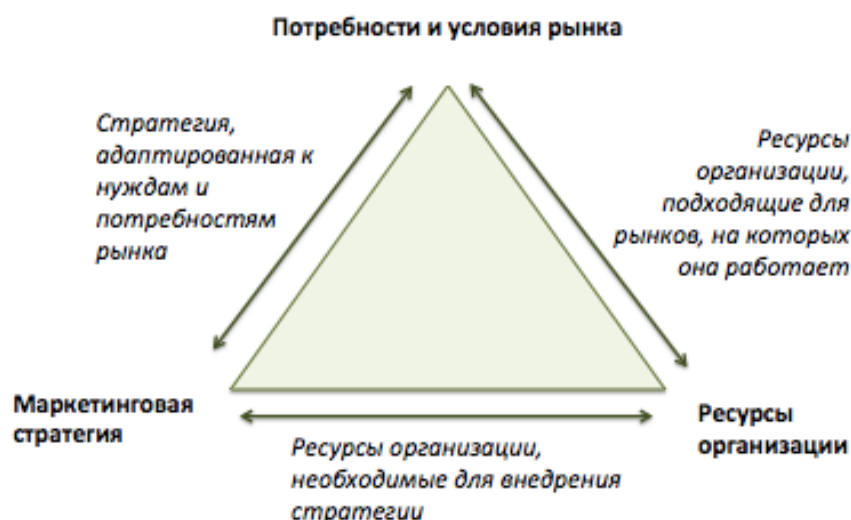 Потребности и условия рынка
Стратегия,
адаптированная к
нуждам и
потребностям
рынка
Ресурсы
организации,
подходящие для
рынков, на которых
она работает
Маркетинговая
стратегия
Ресурсы
организации
Ресурсы организации,
необходимые для внедрения
стратегии